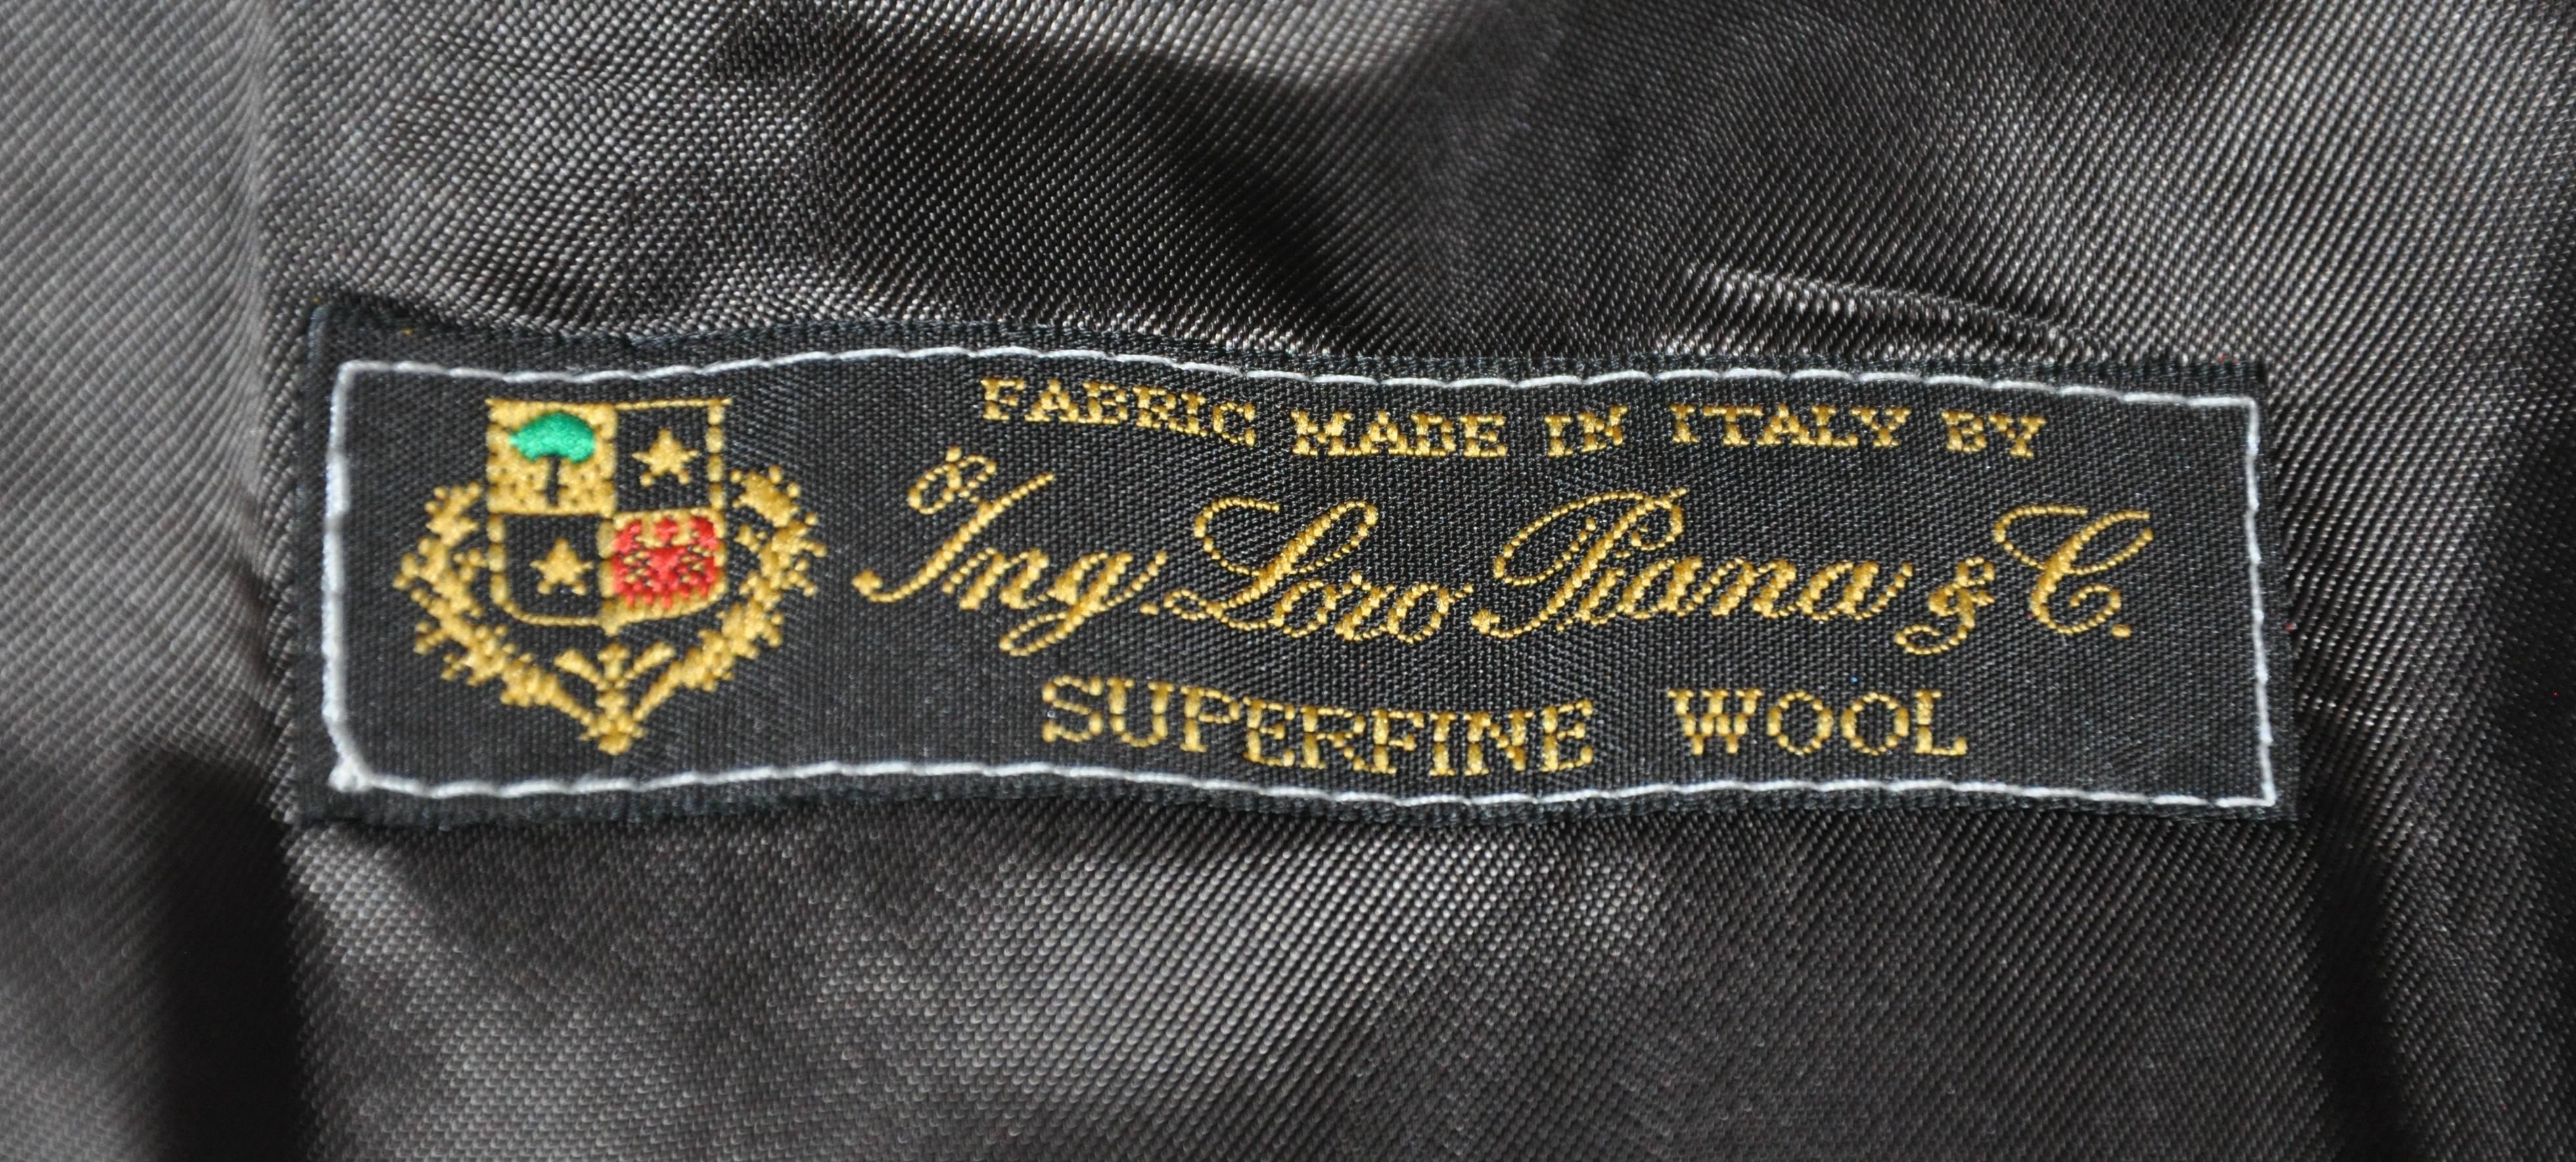 FABRIC MADE IN ITALY BY
Ing. Loro Piana & C.
SUPERFINE WOOL